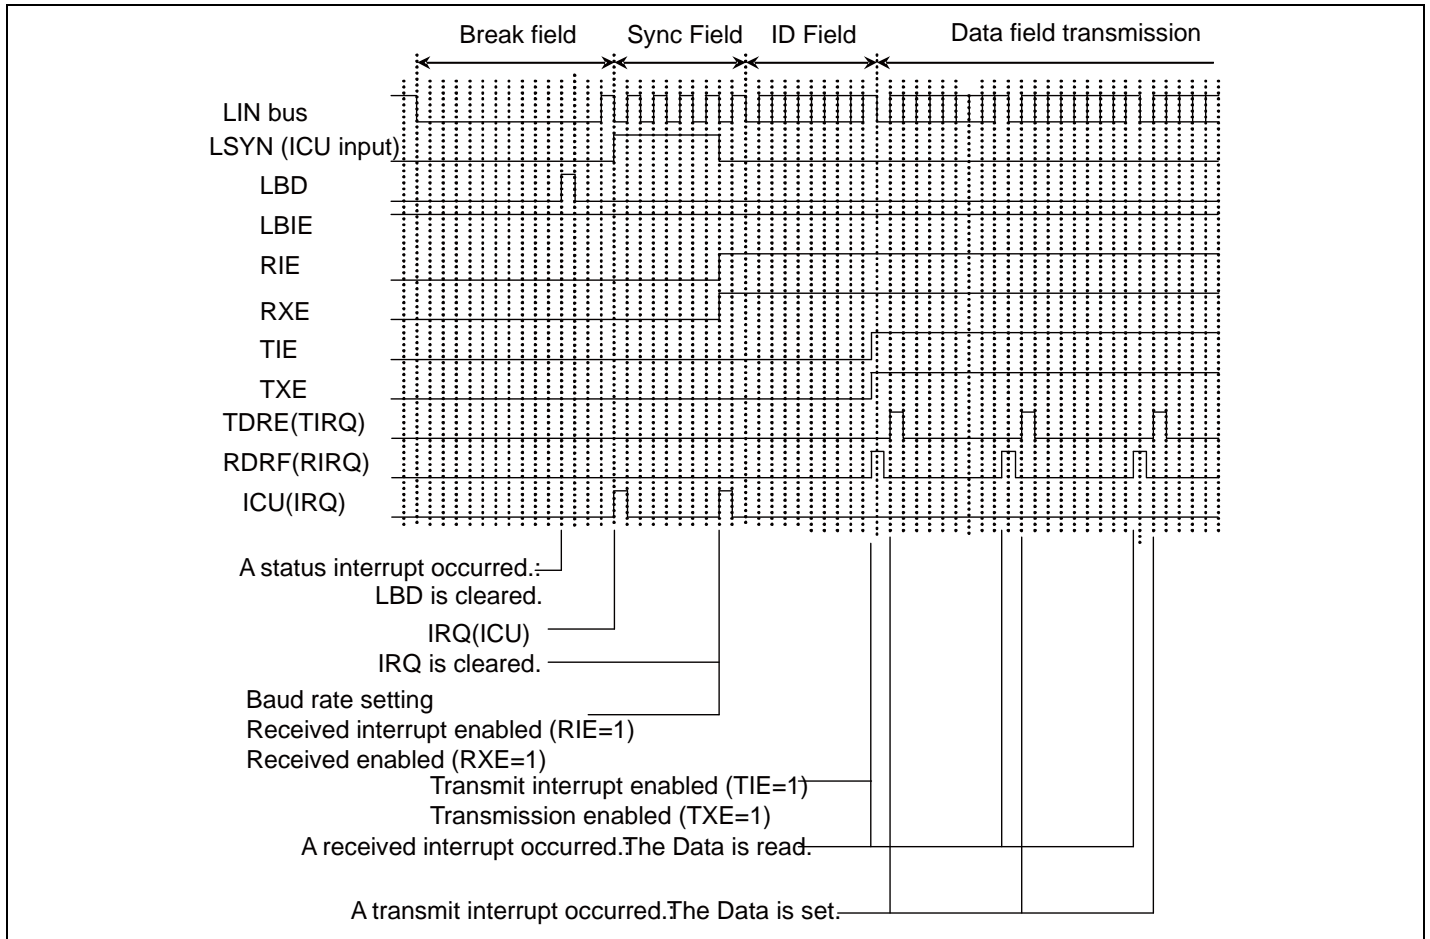 Break field Sync Field ID Field Data field transmission
LIN bus
LSYN (ICU input)
LBD
LBIE
RIE
RXE
TIE
TXE
TDRE(TIRQ)
RDRF(RIRQ)
ICU(IRQ)
A status interrupt occurred.:
LBD is cleared.
IRQ(ICU)
IRQ is cleared.
Baud rate setting
Received interrupt enabled (RIE=1)
Received enabled (RXE=1)
Transmit interrupt enabled (TIE=1)
Transmission enabled (TXE=1)
A received interrupt occurred.:The Data is read.
A transmit interrupt occurred.:The Data is set.